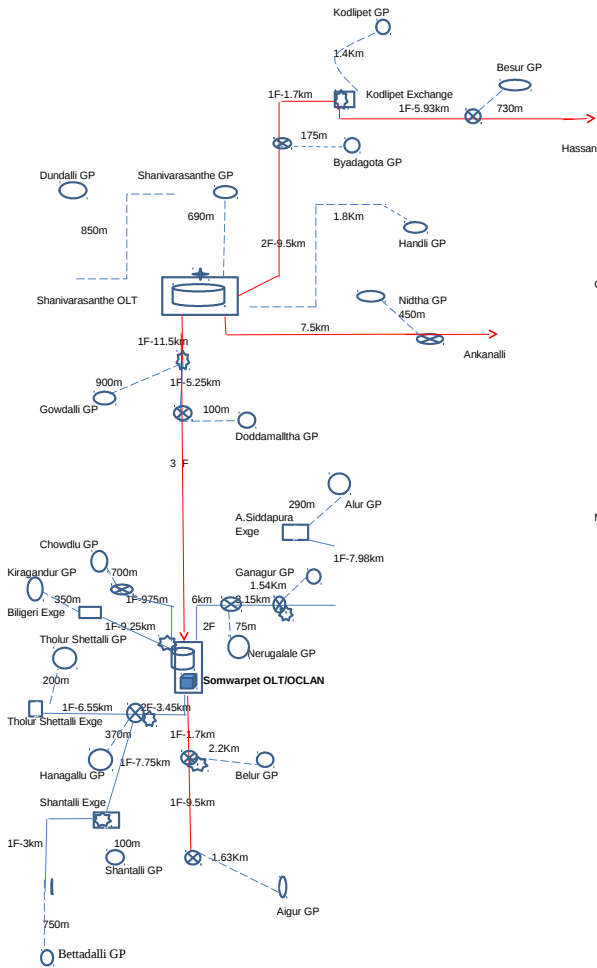 Kodlipet GP
1.4Km
Besur GP
1F-1.7km
Kodlipet Exchange
1F-5.93km
730m
175m
Hassan
Byadagota GP
Dundalli GP
Shanivarasanthe GP
690m
1.8Km
850m
2F-9.5km
Handli GP
Shanivarasanthe OLT
Nidtha GP
450m
7.5km
1F-11.5km
Ankanalli
900m
1F-5.25km
Gowdalli GP
100m
Doddamalltha GP
3 F
290m
Alur GP
A.Siddapura
Exge
1F-7.98km
Chowdlu GP
Kiragandur GP
700m
Ganagur GP
1.54Km
350m
1F-975m
6km
3.15km
Biligeri Exge
1F-9.25km
2F
75m
Tholur Shettalli GP
Nerugalale GP
200m
Somwarpet OLT/OCLAN
1F-6.55km
2F-3.45km
Tholur Shettalli Exge
370m
1F-1.7km
2.2Km
1F-7.75km
Hanagallu GP
Belur GP
Shantalli Exge
1F-9.5km
1F-3km
100m
1.63Km
Shantalli GP
Aigur GP
750m
Bettadalli GP